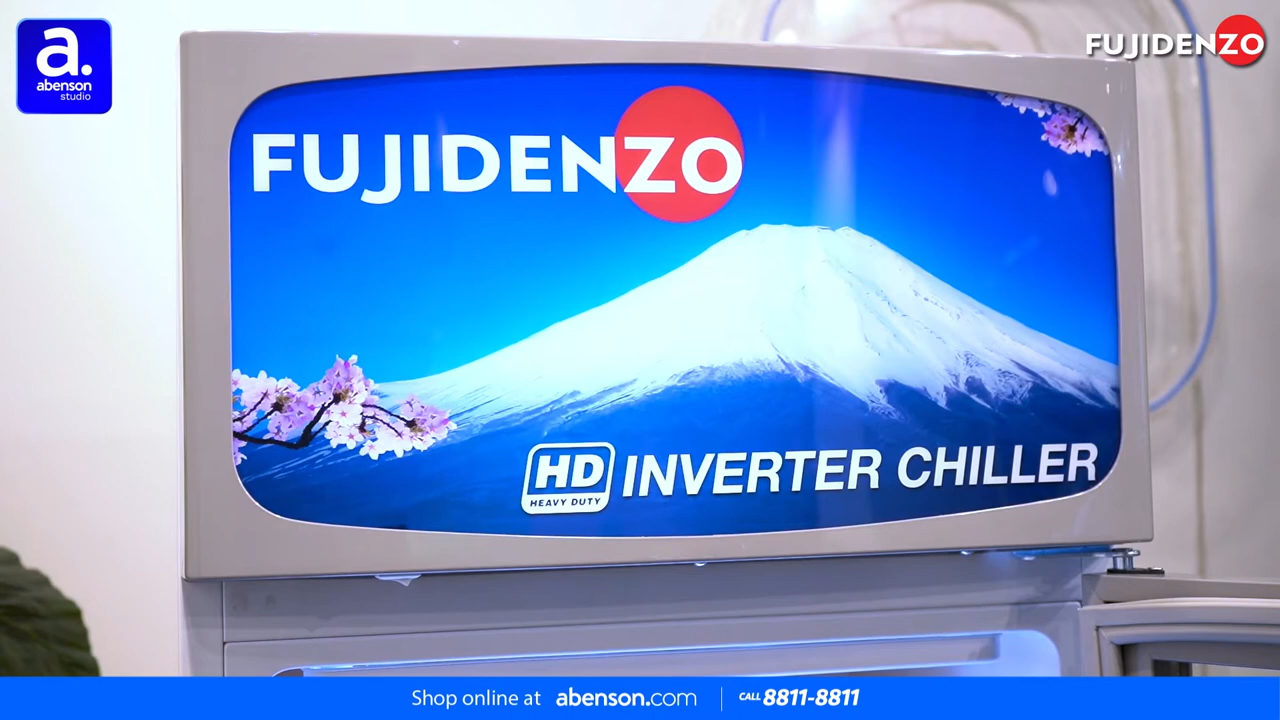 a.
abenson
studio
FUJIDENZO
FUJIDENZO
HD
HEAVY DUTY
INVERTER CHILLER
Shop online at abenson.com
CALL 8811-8811